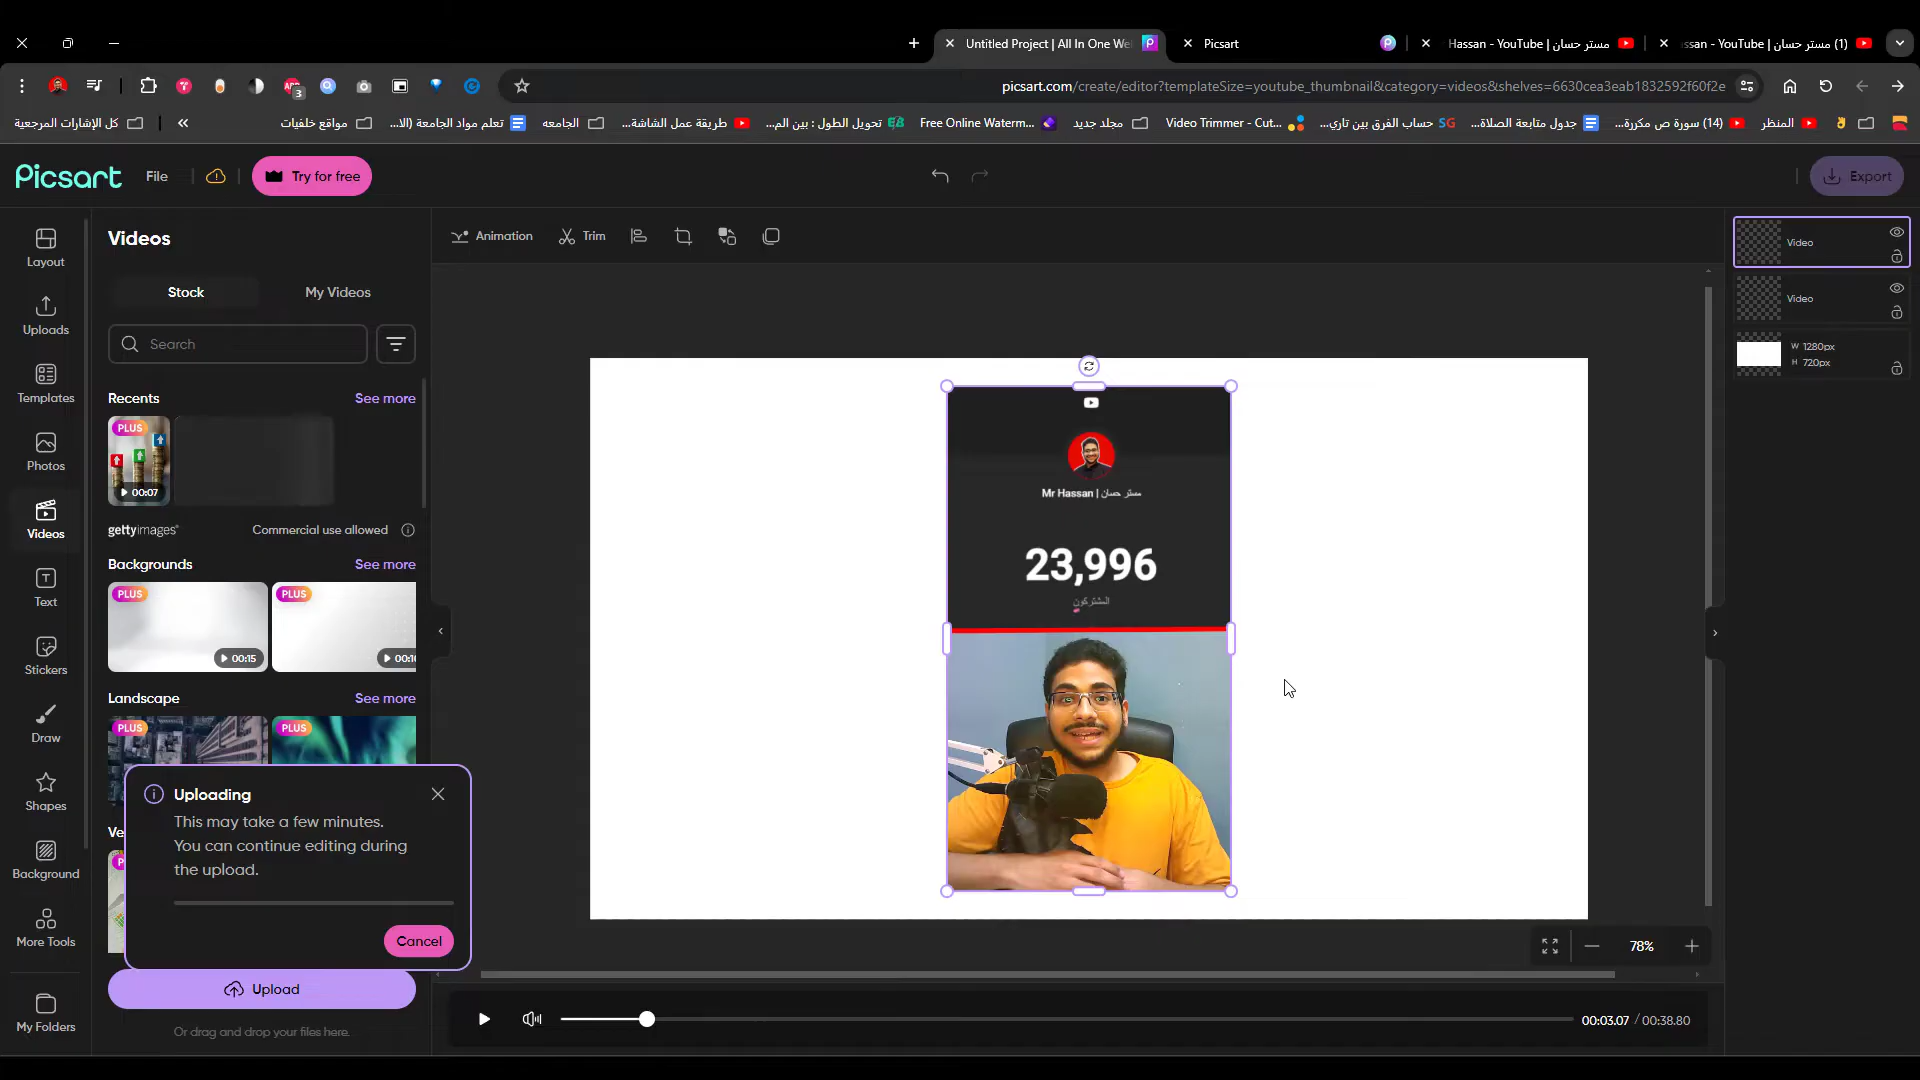 Untitled Project | All In One We
Picsart
Hassan - YouTube | مستر حسان
ssan - YouTube | مستر حسان (1)
picsart.com/create/editor?templateSize=youtube_thumbnail&category=videos&shelves=6630cea3eab1832592f60f2e
3
كل الإشارات المرجعية
«
مواقع خلفيات
تعلم مواد الجامعة (الا...
الجامعه
طريقة عمل الشاشة...
تحويل الطول : بين الم...
Free Online Waterm...
مجلد جديد
Video Trimmer - Cut...
حساب الفرق بين تاري...
جدول متابعة الصلاة...
(14) سورة ص مكررة...
المنظر
Picsart
File
Try for free
Export
Animation
Trim
Layout
Uploads
Templates
Photos
Videos
Text
Stickers
Draw
Shapes
Background
More Tools
My Folders
Videos
Stock
My Videos
Search
Recents
See more
PLUS
00:07
gettyimages
Commercial use allowed
Backgrounds
See more
PLUS
PLUS
00:15
Landscape
See more
PLUS
PLUS
Uploading
This may take a few minutes.
You can continue editing during
the upload.
Cancel
Upload
Or drag and drop your files here.
Mr Hassan | مستر حسان
23,996
المشتركون
78%
00:03.07 / 00:38.80
Video
Video
W 1280px
H 720px